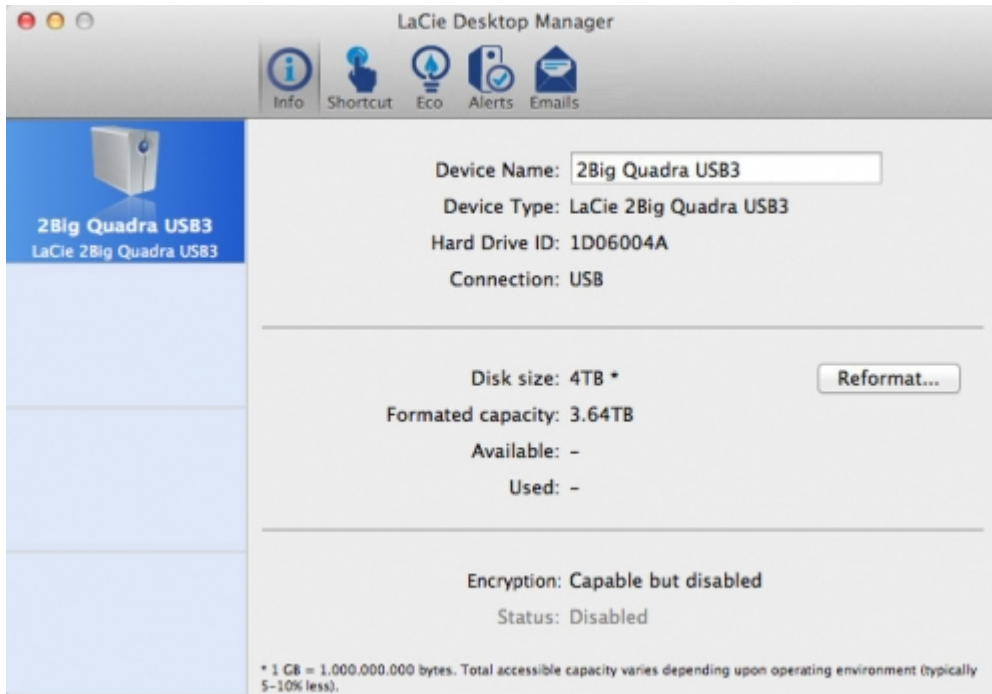 LaCie Desktop Manager
Info Shortcut Eco Alerts Emails
2Big Quadra USB3
LaCie 2Big Quadra USB3
Device Name: 2Big Quadra USB3
Device Type: LaCie 2Big Quadra USB3
Hard Drive ID: 1D06004A
Connection: USB
Disk size: 4TB *
Reformat...
Formated capacity: 3.64TB
Available: –
Used: –
Encryption: Capable but disabled
Status: Disabled
* 1 GB = 1.000.000.000 bytes. Total accessible capacity varies depending upon operating environment (typically
5-10% less).